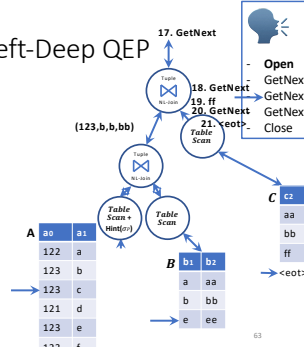 17. GetNext
eft-Deep QEP
Tuple
NL-Join
18. GetNext
19. ff
20. GetNext
21. <eot>
Table
Scan
- Open
- GetNex
GetNex
- GetNex
- Close
(123,b,b,bb)
Tuple
NL-Join
Table
Scan +
Hint(
Table
Scan
C
c2
aa
bb
ff
<eot>
A
a0 a1
122 a
123 b
123 c
121 d
123 e
B
b1 b2
a aa
b bb
e ee
63